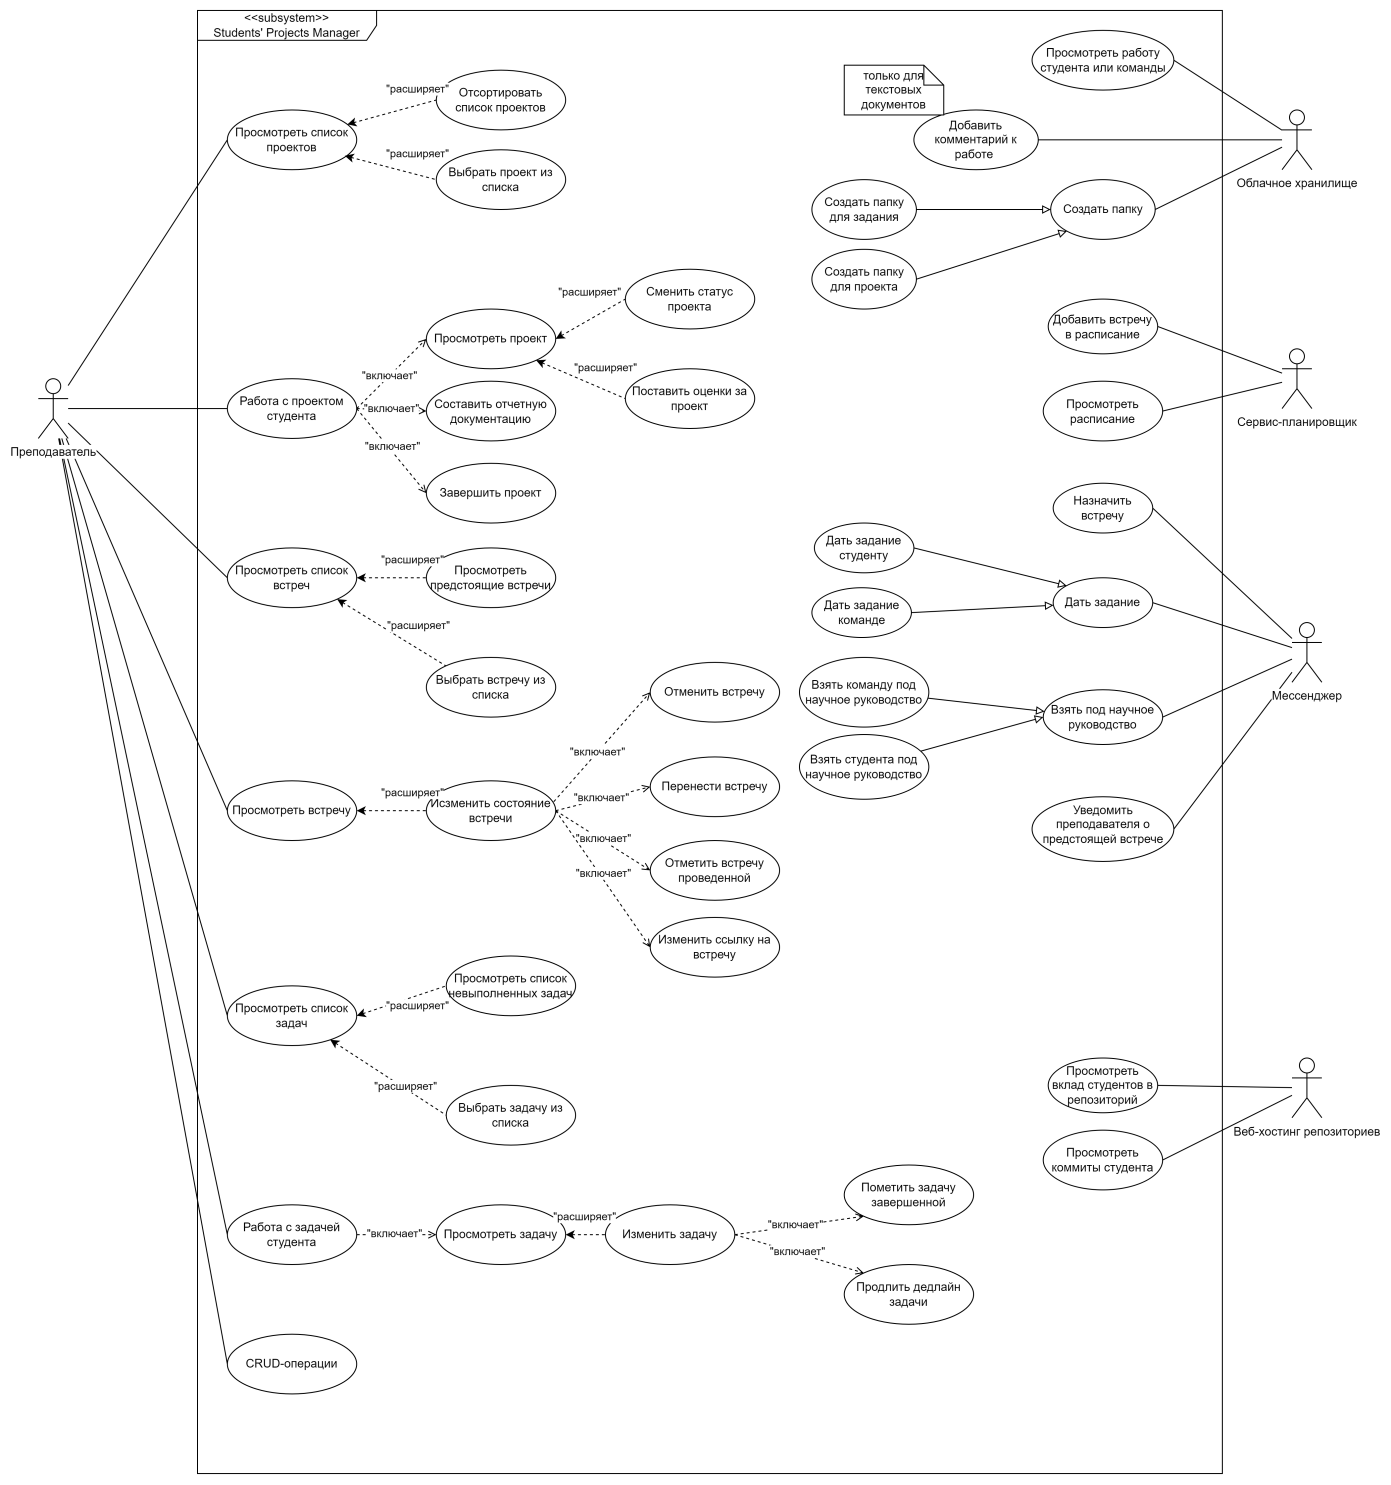 <<subsystem>>
Students' Projects Manager
"расширяет"
Отсортировать
список проектов
Просмотреть список
проектов
"расширяет"
Выбрать проект из
списка
только для
текстовых
документов
Просмотреть работу
студента или команды
Добавить
комментарий к
работе
Облачное хранилище
Создать папку
для задания
Создать папку
Создать папку
для проекта
"расширяет"
Сменить статус
проекта
Просмотреть проект
"включает"
"расширяет"
Поставить оценки за
проект
Работа с проектом
студента
"включает"
Составить отчетную
документацию
"включает"
Завершить проект
Преподаватель
Добавить встречу
в расписание
Просмотреть
расписание
Сервис-планировщик
Просмотреть список
встреч
"расширяет"
Просмотреть
предстоящие встречи
"расширяет"
Выбрать встречу из
списка
Назначить
встречу
Дать задание
студенту
Дать задание
Дать задание
команде
Взять команду под
научное руководство
Взять под научное
руководство
Взять студента под
научное руководство
Мессенджер
Уведомить
преподавателя о
предстоящей встрече
Просмотреть встречу
"расширяет"
Исзменить состояние
встречи
"включает"
Отменить встречу
"включает"
Перенести встречу
"включает"
Отметить встречу
проведенной
"включает"
Изменить ссылку на
встречу
Просмотреть список
задач
"расширяет"
Просмотреть список
невыполненных задач
"расширяет"
Выбрать задачу из
списка
Просмотреть
вклад студентов в
репозиторий
Просмотреть
коммиты студента
Веб-хостинг репозиториев
Работа с задачей
студента
"включает"
Просмотреть задачу
"расширяет"
Изменить задачу
"включает"
Пометить задачу
завершенной
"включает"
Продлить дедлайн
задачи
CRUD-операции